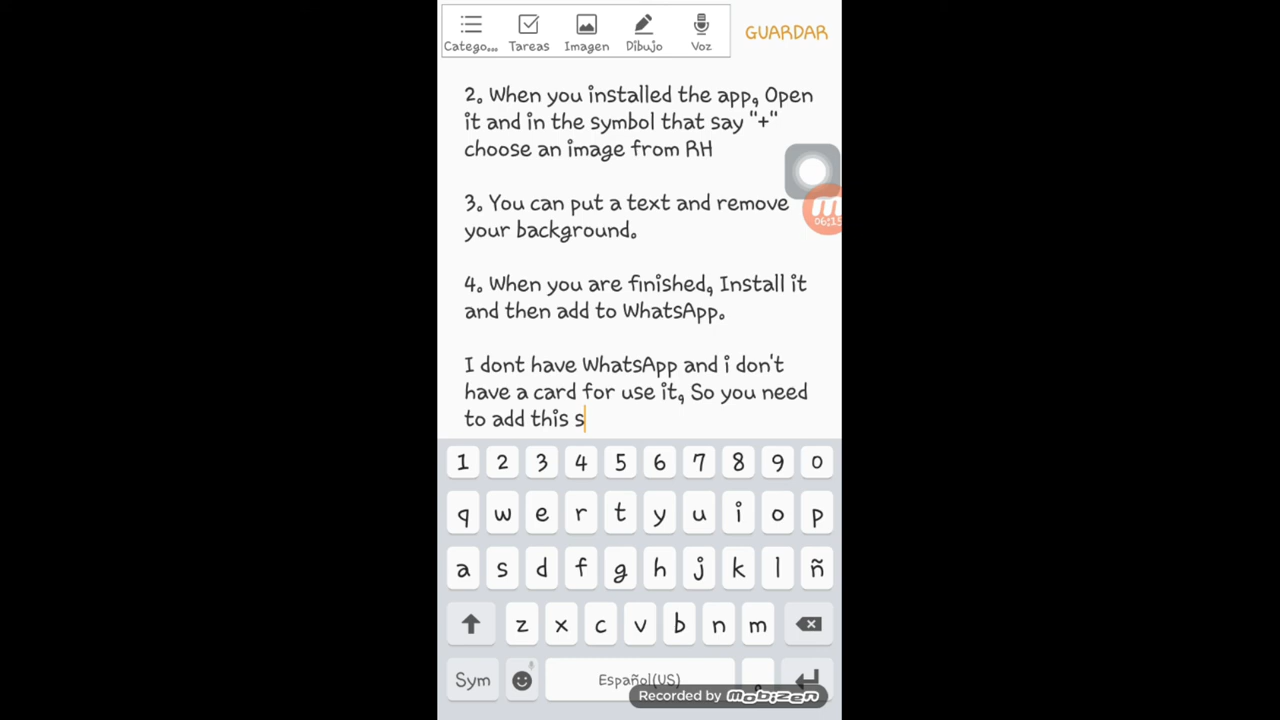 Catego... Tareas Imagen Dibujo Voz
GUARDAR
2. When you installed the app, Open
it and in the symbol that say "+"
choose an image from RH
3. You can put a text and remove
your background.
4. When you are finished, Install it
and then add to WhatsApp.
I dont have WhatsApp and i don't
have a card for use it, So you need
to add this s
06:15
1 2 3 4 5 6 7 8 9 0
q w e r t y u i o p
a s d f g h j k l ñ
z x c v b n m
Sym Español(US) .
Recorded by mobizen